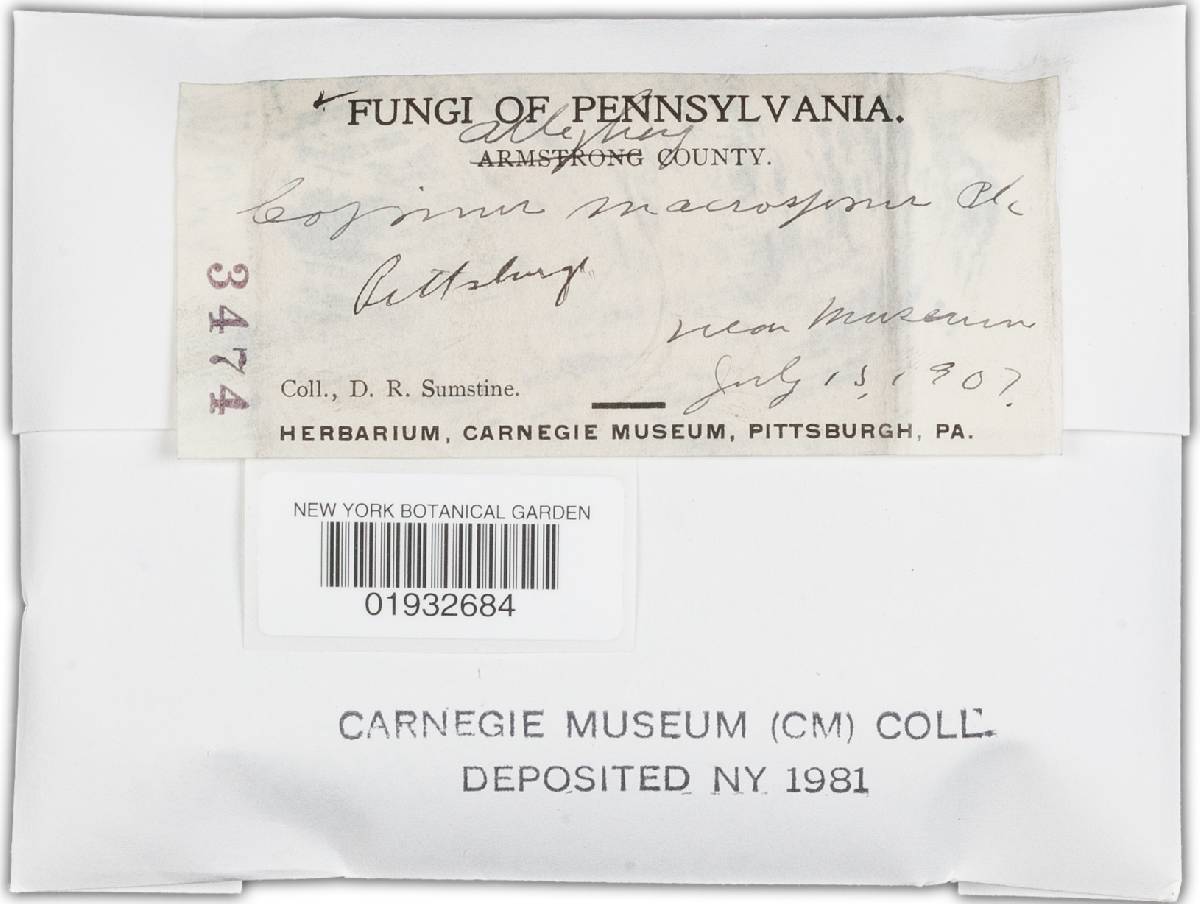 FUNGI OF PENNSYLVANIA.
Allegheny
ARMSTRONG COUNTY.
Coprinus macrosporus Pk
Pittsburgh
near Museum
July 13, 1907.
Coll., D. R. Sumstine.
HERBARIUM, CARNEGIE MUSEUM, PITTSBURGH, PA.
3474
NEW YORK BOTANICAL GARDEN
01932684
CARNEGIE MUSEUM (CM) COLL.
DEPOSITED NY 1981